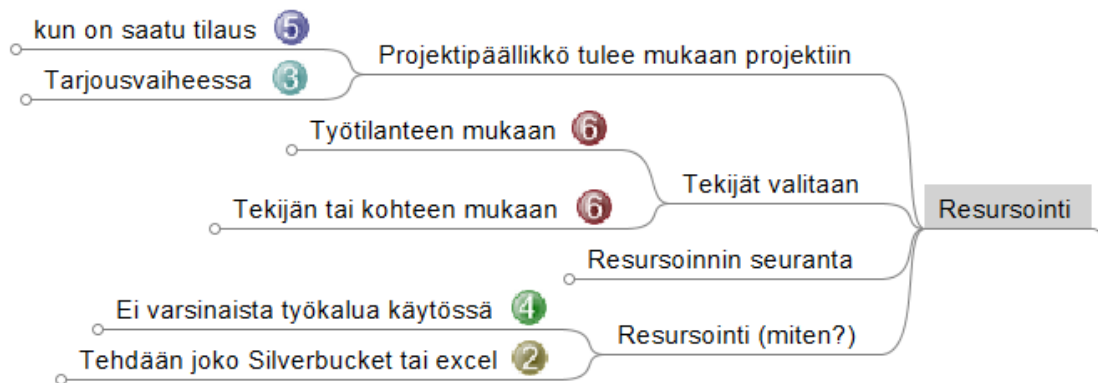 kun on saatu tilaus 5
Projektipäällikkö tulee mukaan projektiin
Tarjousvaiheessa 3
Työtilanteen mukaan 6
Tekijät valitaan
Tekijän tai kohteen mukaan 6
Resursointi
Resursoinnin seuranta
Ei varsinaista työkalua käytössä 4
Resursointi (miten?)
Tehdään joko Silverbucket tai excel 2